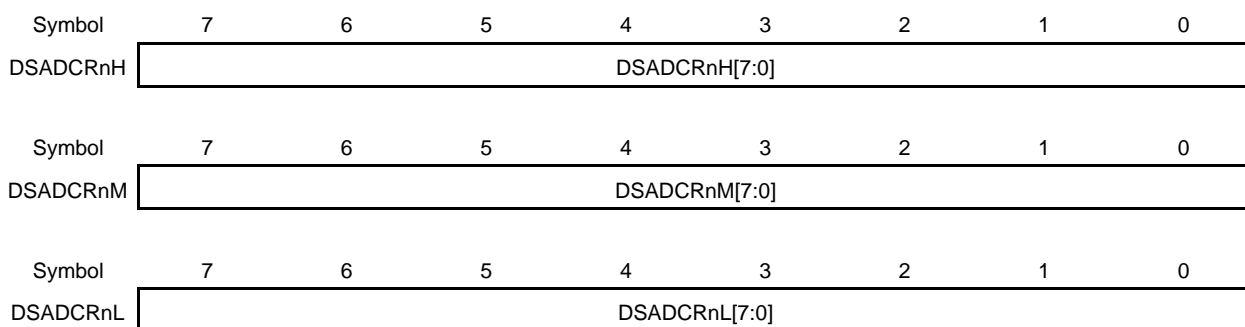 Symbol 7 6 5 4 3 2 1 0
DSADCRnH DSADCRnH[7:0]
Symbol 7 6 5 4 3 2 1 0
DSADCRnM DSADCRnM[7:0]
Symbol 7 6 5 4 3 2 1 0
DSADCRnL DSADCRnL[7:0]